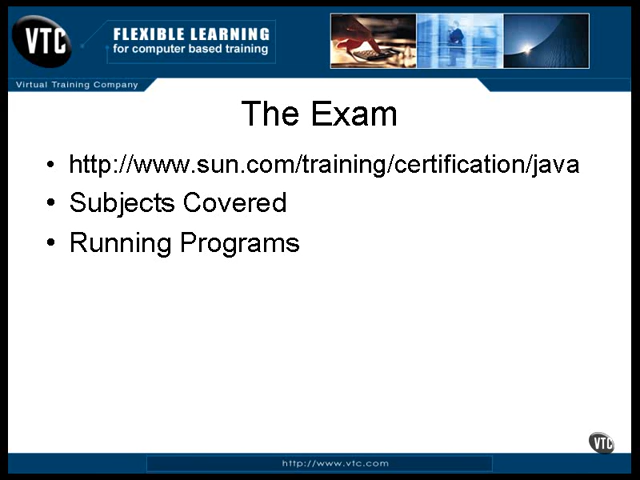 VTC
FLEXIBLE LEARNING
for computer based training
Virtual Training Company
The Exam
• http://www.sun.com/training/certification/java
• Subjects Covered
• Running Programs
VTC
http://www.vtc.com